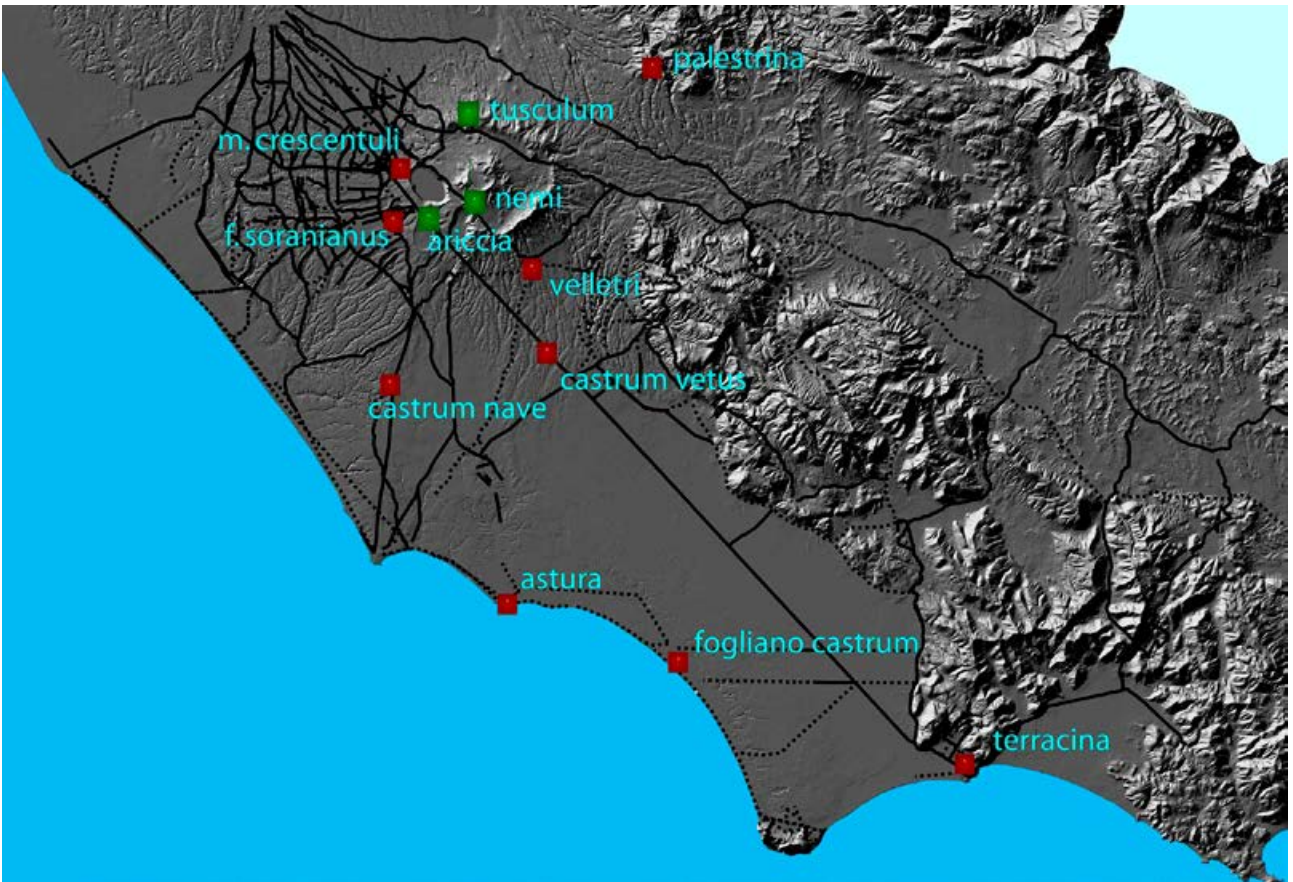 palestrina
tusculum
m. crescentuli
nemi
f. soranianus
ariccia
velletri
castrum vetus
castrum nave
astura
fogliano castrum
terracina